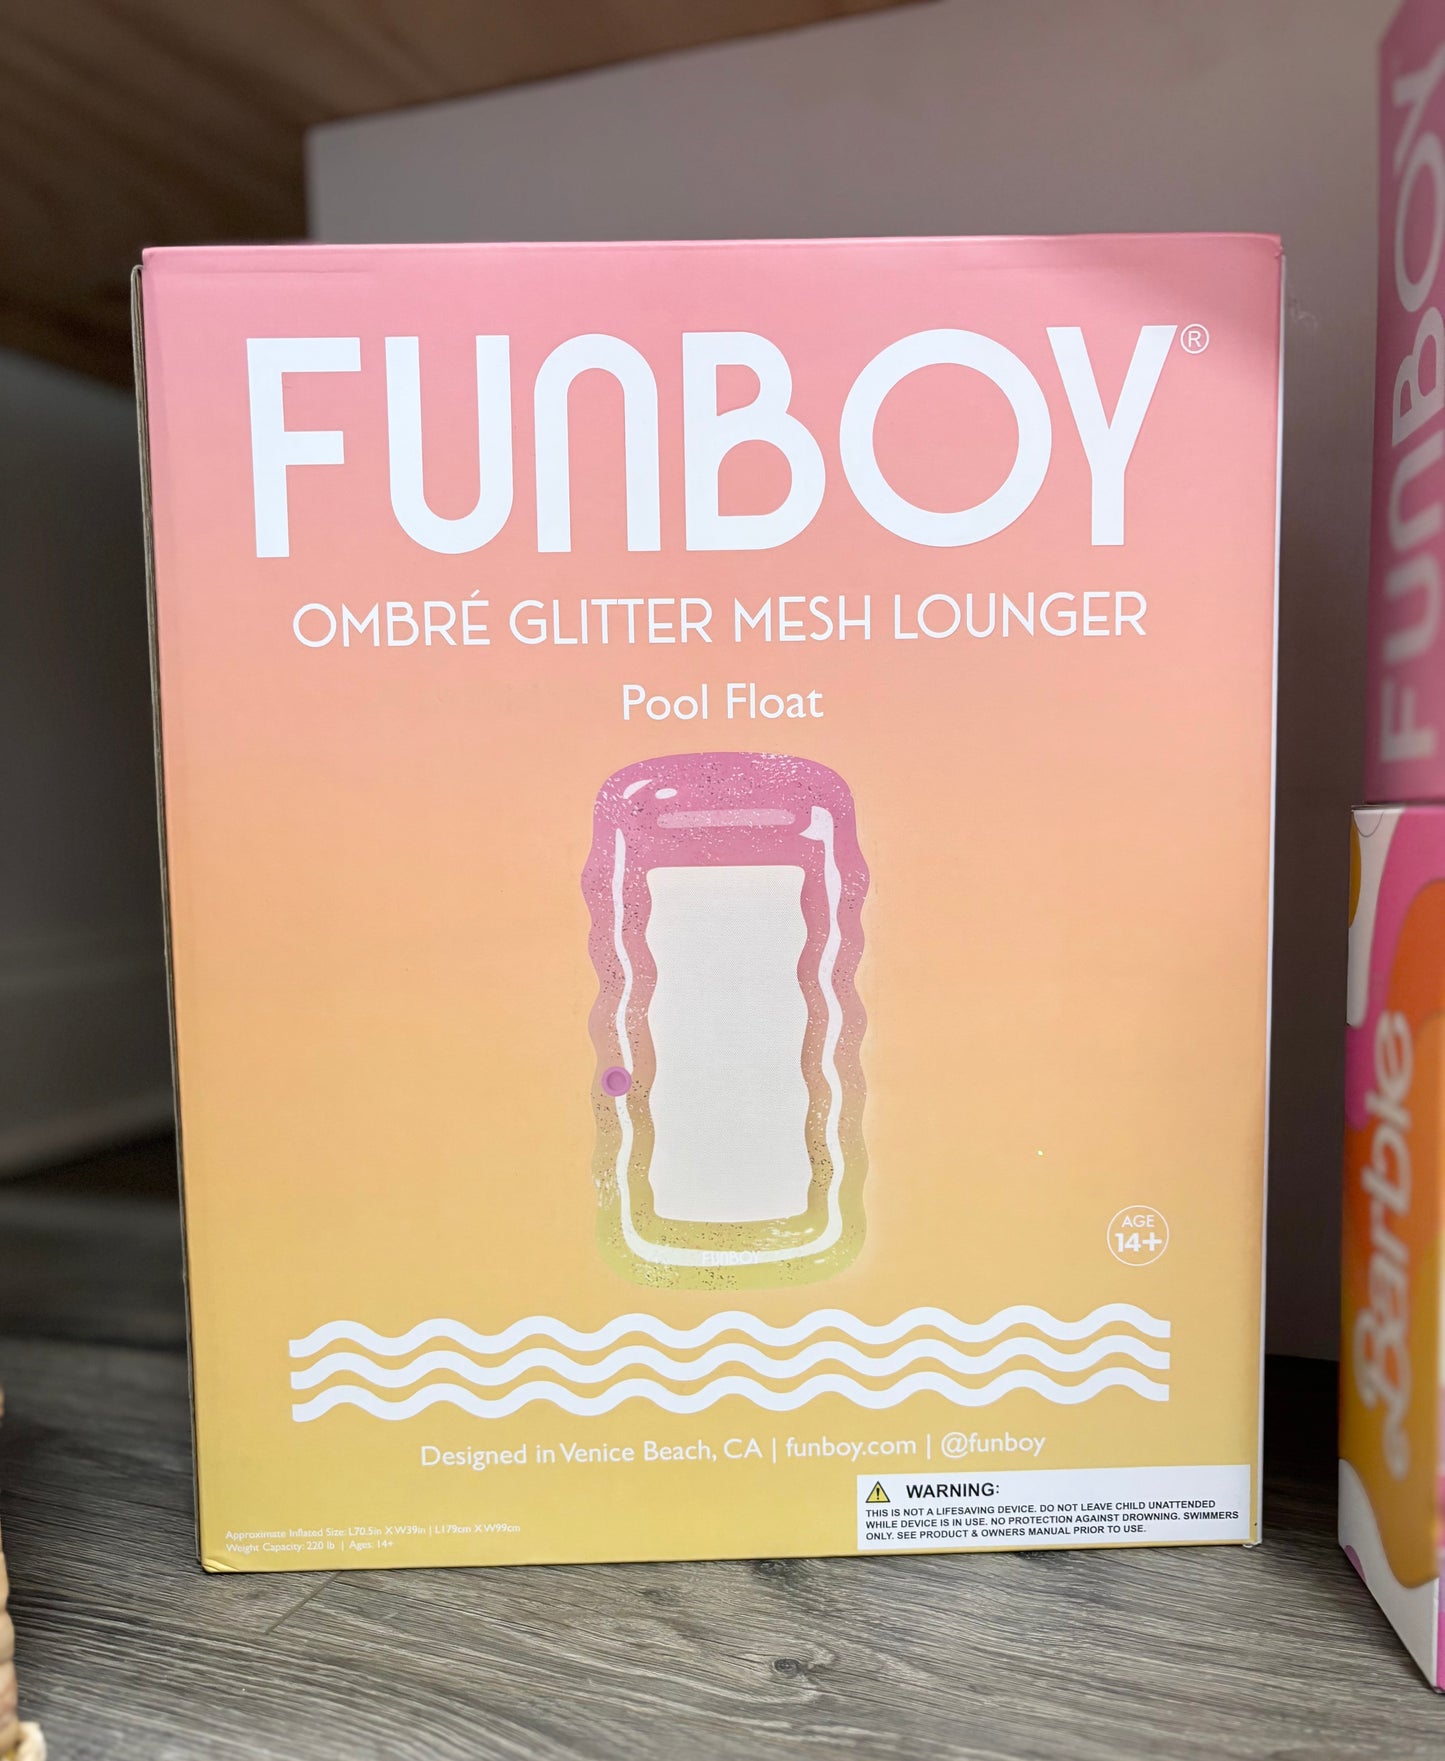 FUNBOY®
OMBRÉ GLITTER MESH LOUNGER
Pool Float
FUNBOY
AGE
14+
Designed in Venice Beach, CA | funboy.com | @funboy
WARNING:
THIS IS NOT A LIFESAVING DEVICE. DO NOT LEAVE CHILD UNATTENDED
WHILE DEVICE IS IN USE. NO PROTECTION AGAINST DROWNING. SWIMMERS
ONLY. SEE PRODUCT & OWNERS MANUAL PRIOR TO USE.
Approximate Inflated Size: L70.5in X W39in | L179cm X W99cm
Weight Capacity: 220 lb | Ages: 14+
FUNBOY
Barbie